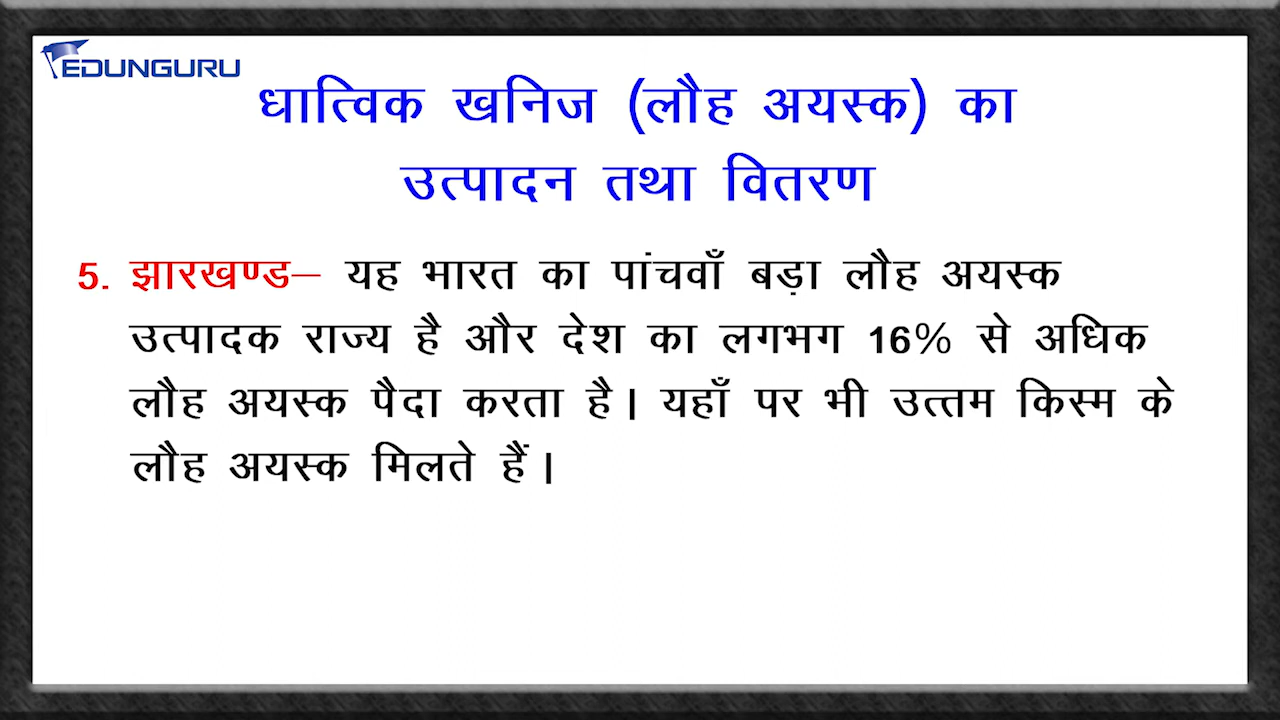 EDUNGURU
धात्विक खनिज (लौह अयस्क) का
उत्पादन तथा वितरण
5. झारखण्ड– यह भारत का पांचवाँ बड़ा लौह अयस्क
उत्पादक राज्य है और देश का लगभग 16% से अधिक
लौह अयस्क पैदा करता है। यहाँ पर भी उत्तम किस्म के
लौह अयस्क मिलते हैं।